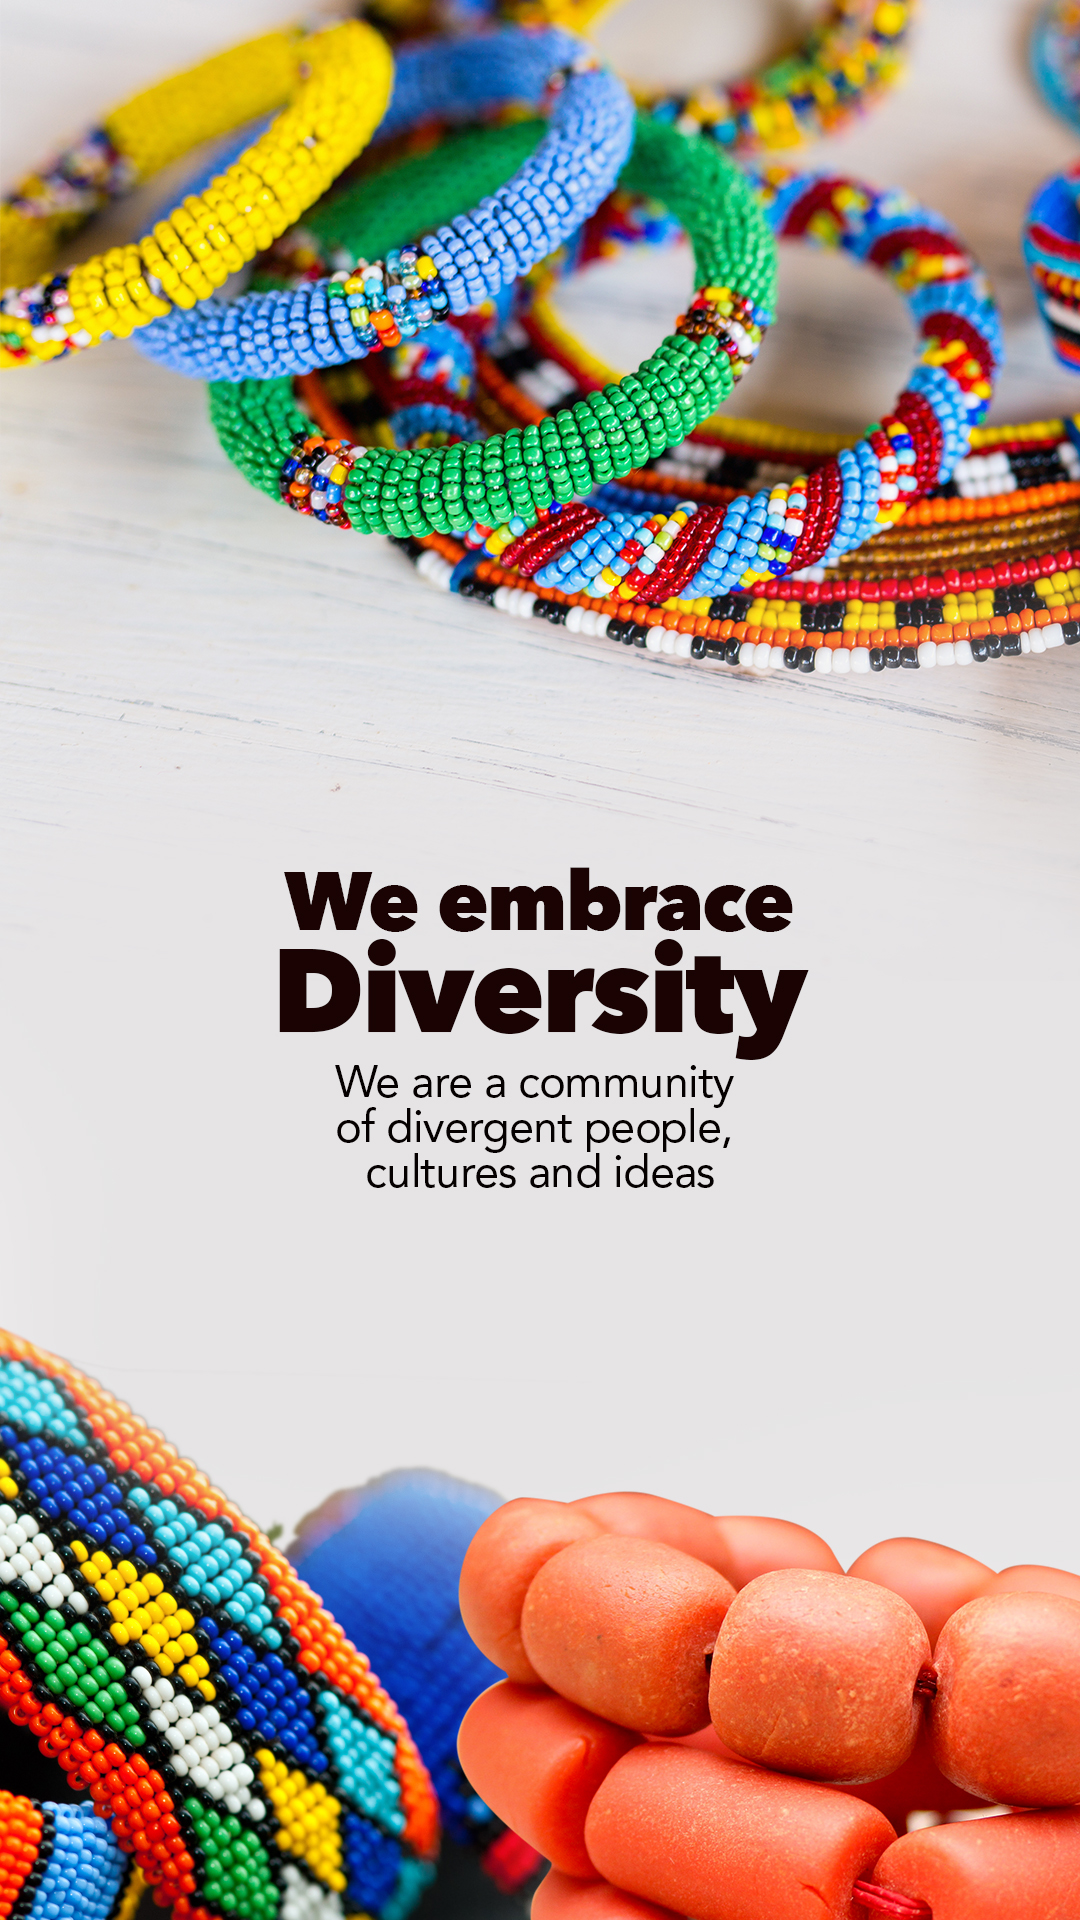 We embrace
Diversity
We are a community
of divergent people,
cultures and ideas